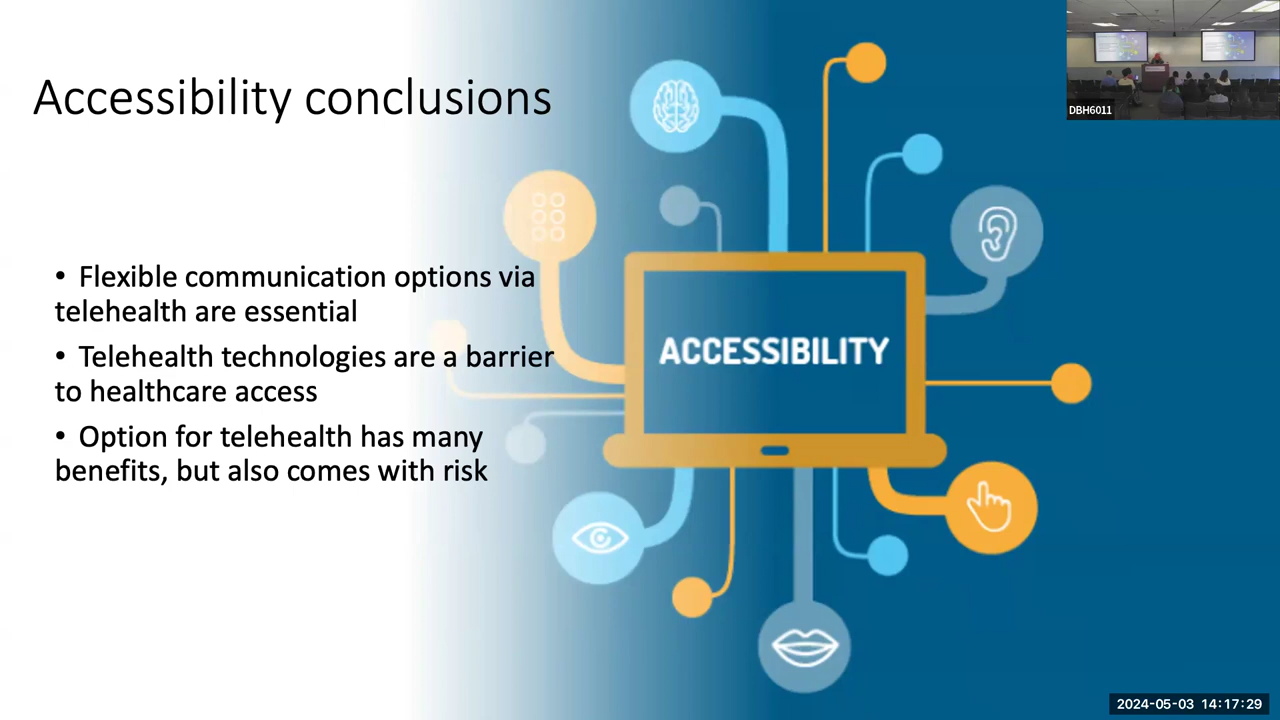 Accessibility conclusions
DBH6011
• Flexible communication options via
telehealth are essential
• Telehealth technologies are a barrier
to healthcare access
• Option for telehealth has many
benefits, but also comes with risk
ACCESSIBILITY
2024-05-03 14:17:29